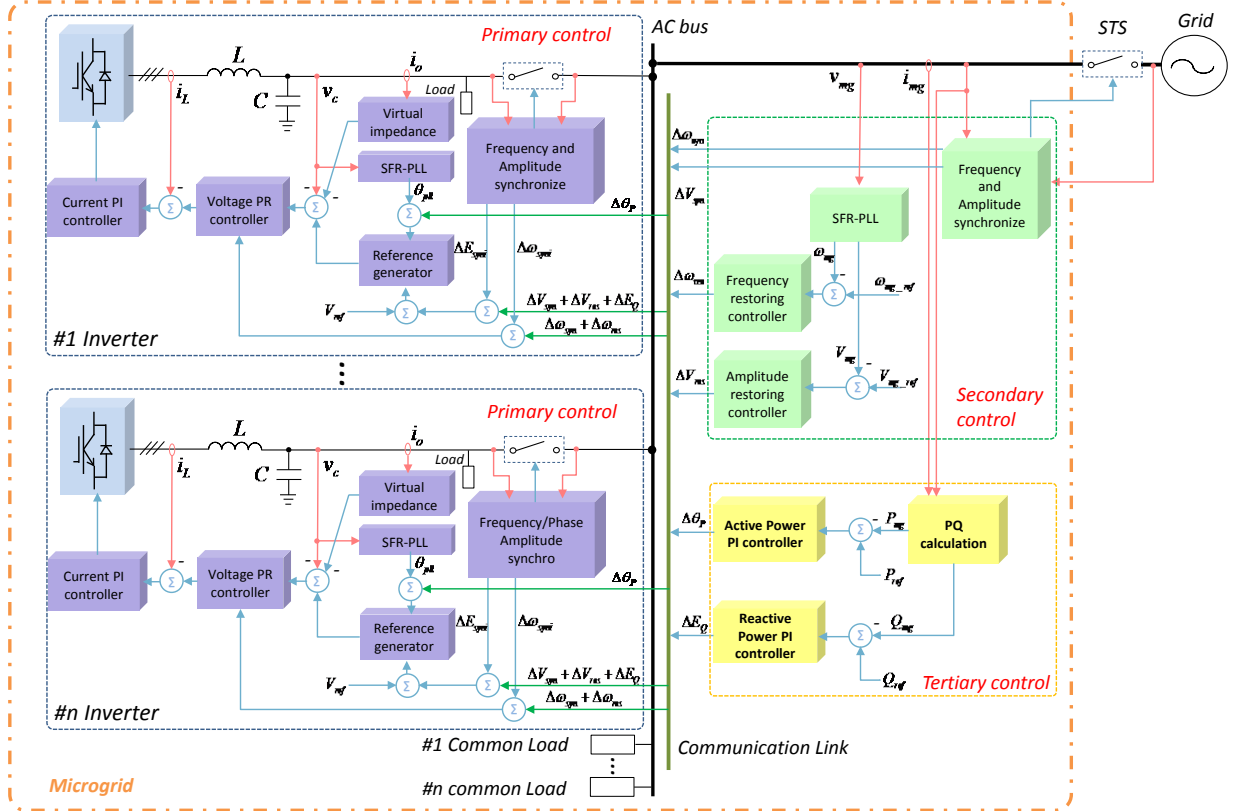 Primary control
AC bus
STS
Grid
L
i_o
i_L
C
v_c
Load
Virtual
impedance
SFR-PLL
Frequency and
Amplitude
synchronize
θ_pll
Current PI
controller
Σ
-
Voltage PR
controller
Σ
-
-
Σ
Reference
generator
ΔE_syni
Δω_syni
V_ref
Σ
Σ
Σ
#1 Inverter
Δθ_P
ΔV_syn + ΔV_res + ΔE_Q
Δω_syn + Δω_res
v_mg
i_mg
Δω_syn
ΔV_syn
Frequency
and
Amplitude
synchronize
SFR-PLL
ω_mg
-
Δω_res
Frequency
restoring
controller
Σ
ω_mg_ref
V_mg
-
ΔV_res
Amplitude
restoring
controller
Σ
V_mg_ref
Secondary
control
Primary control
L
i_o
i_L
C
v_c
Load
Virtual
impedance
SFR-PLL
Frequency/Phase
Amplitude
synchro
θ_pll
Current PI
controller
Σ
-
Voltage PR
controller
Σ
-
-
Σ
Reference
generator
ΔE_syni
Δω_syni
V_ref
Σ
Σ
Σ
#n Inverter
Δθ_P
ΔV_syn + ΔV_res + ΔE_Q
Δω_syn + Δω_res
Δθ_P
Active Power
PI controller
Σ
-
P_mg
PQ
calculation
P_ref
ΔE_Q
Reactive
Power PI
controller
Σ
-
Q_mg
Q_ref
Tertiary control
#1 Common Load
Communication Link
#n common Load
Microgrid